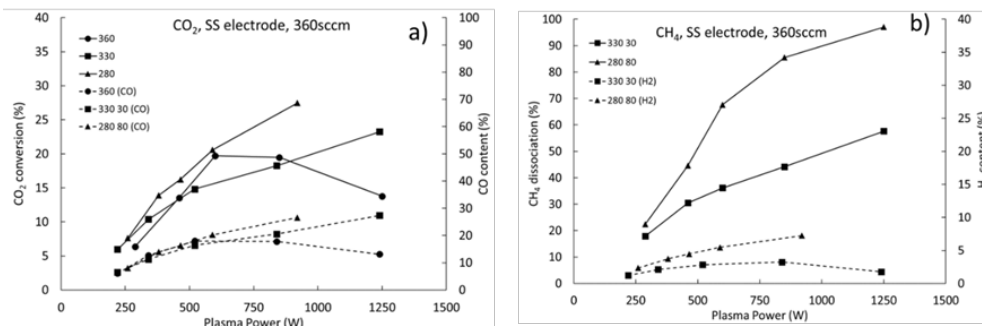 CO2, SS electrode, 360sccm
a)
360
330
280
360 (CO)
330 30 (CO)
280 80 (CO)
CO2 conversion (%)
40
35
30
25
20
15
10
5
0
CO content (%)
100
90
80
70
60
50
40
30
20
10
0
0 250 500 750 1000 1250 1500
Plasma Power (W)
CH4, SS electrode, 360sccm
b)
330 30
280 80
330 30 (H2)
280 80 (H2)
CH4 dissociation (%)
100
90
80
70
60
50
40
30
20
10
0
content (%)
40
35
30
25
20
15
10
5
0
0 250 500 750 1000 1250 1500
Plasma Power (W)